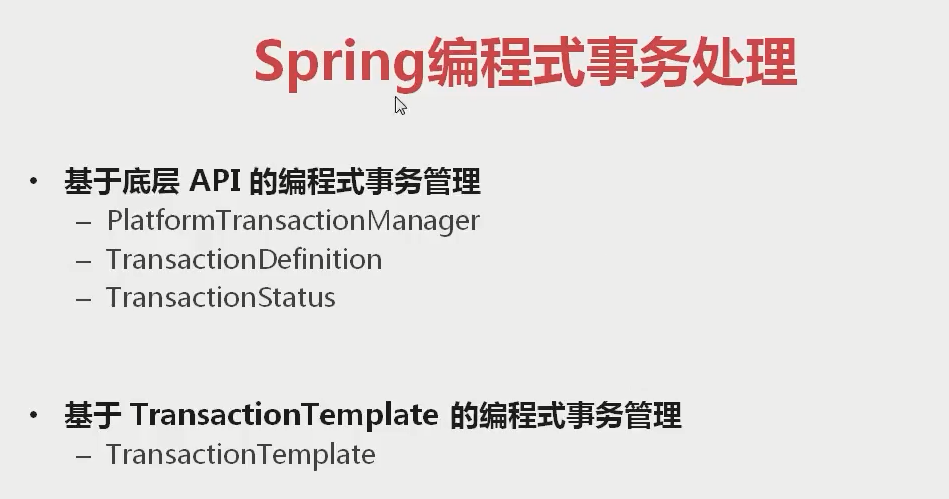 Spring编程式事务处理
• 基于底层 API 的编程式事务管理
– PlatformTransactionManager
– TransactionDefinition
– TransactionStatus
• 基于 TransactionTemplate 的编程式事务管理
– TransactionTemplate